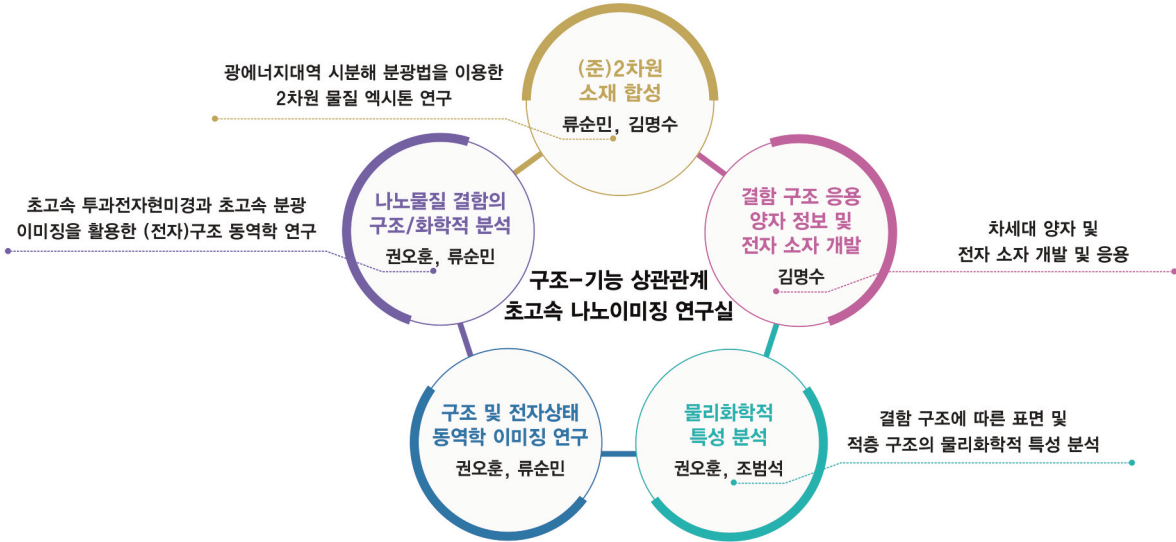 (준)2차원
소재 합성
류순민, 김명수
광에너지대역 시분해 분광법을 이용한
2차원 물질 엑시톤 연구
나노물질 결함의
구조/화학적 분석
권오훈, 류순민
초고속 투과전자현미경과 초고속 분광
이미징을 활용한 (전자)구조 동역학 연구
결함 구조 응용
양자 정보 및
전자 소자 개발
김명수
차세대 양자 및
전자 소자 개발 및 응용
구조-기능 상관관계
초고속 나노이미징 연구실
구조 및 전자상태
동역학 이미징 연구
권오훈, 류순민
물리화학적
특성 분석
권오훈, 조범석
결함 구조에 따른 표면 및
적층 구조의 물리화학적 특성 분석